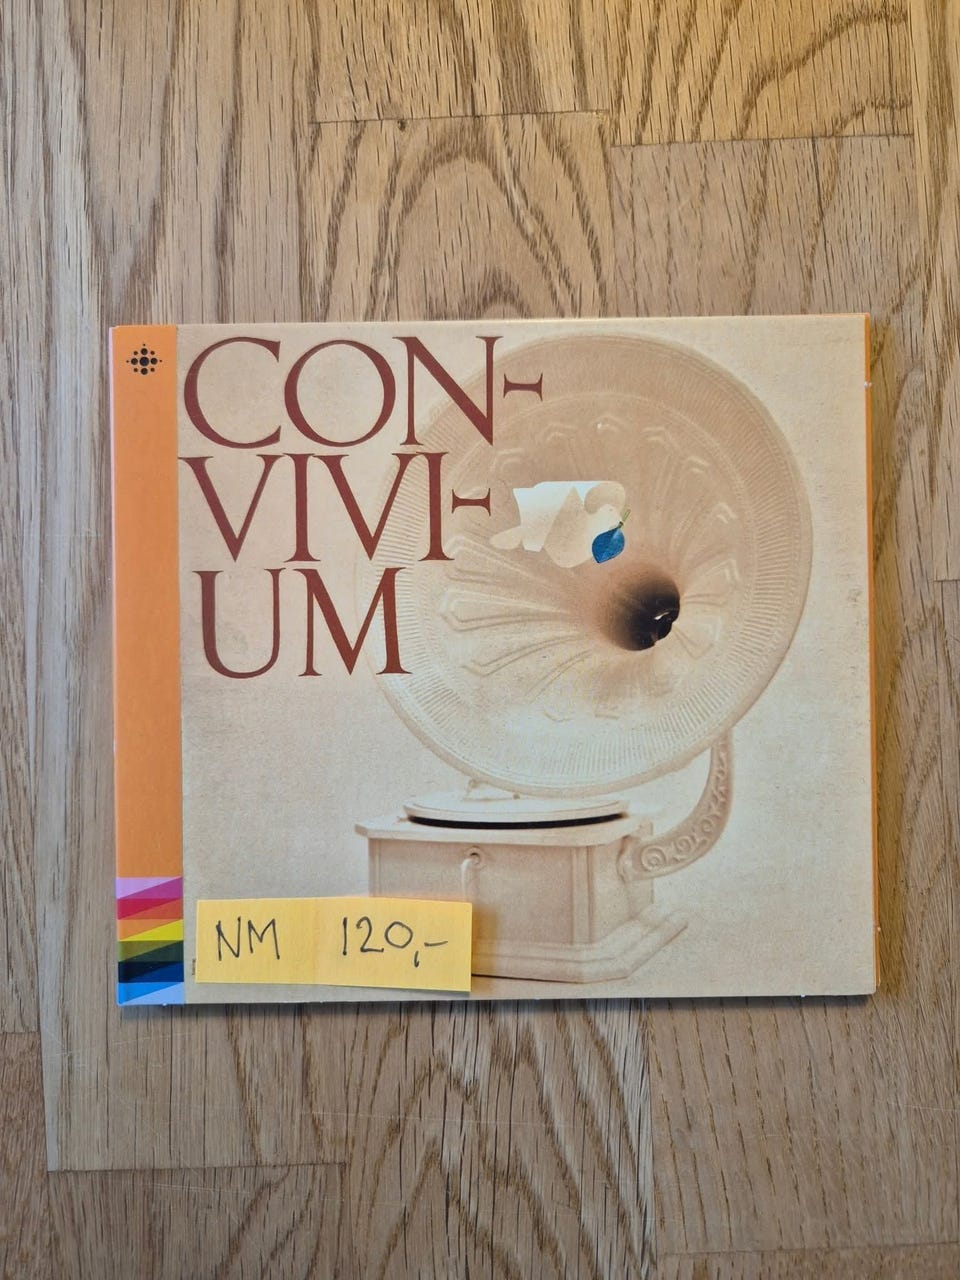 CON-
VIVI-
UM
NM 120,-